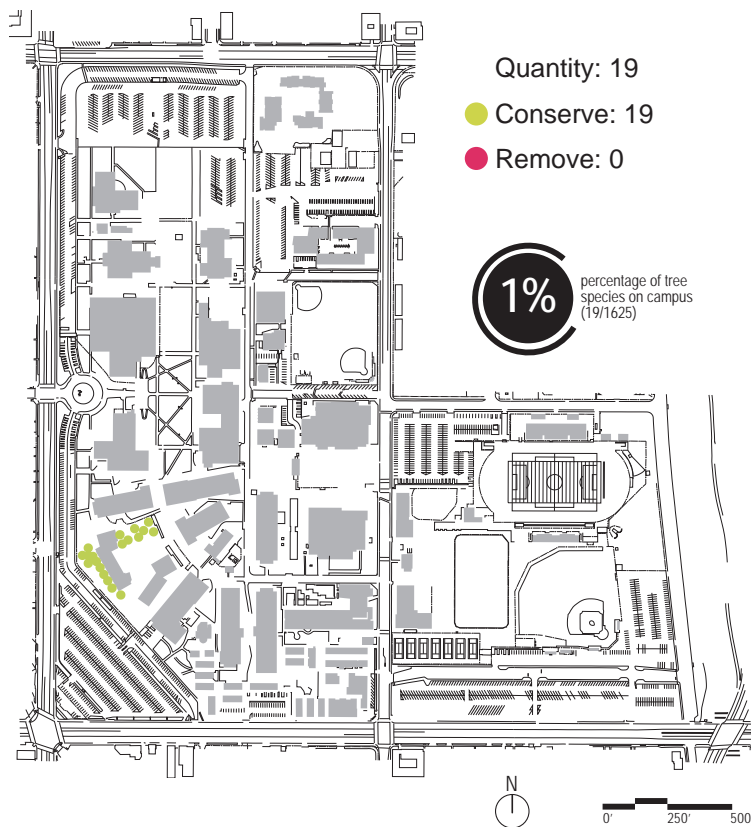 Quantity: 19
Conserve: 19
Remove: 0
1%
percentage of tree
species on campus
(19/1625)
N
0' 250' 500